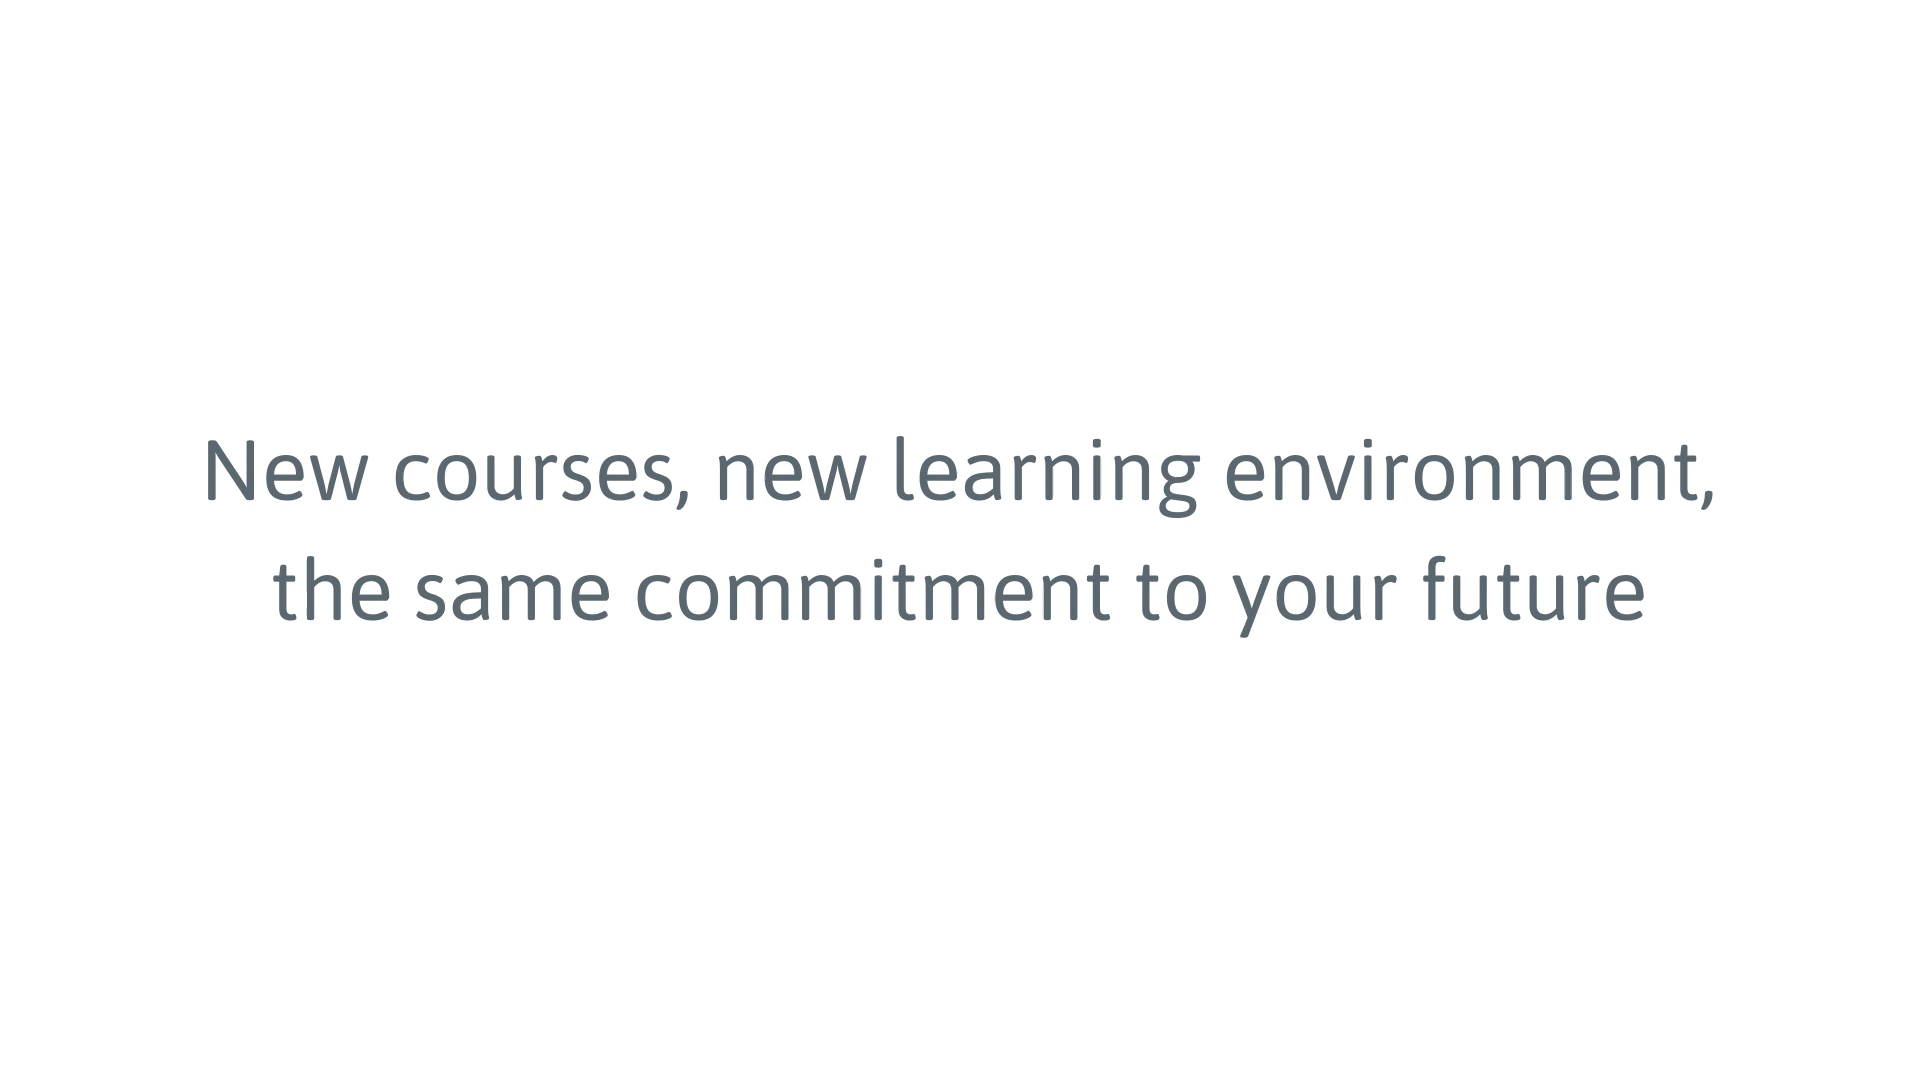 New courses, new learning environment,
the same commitment to your future